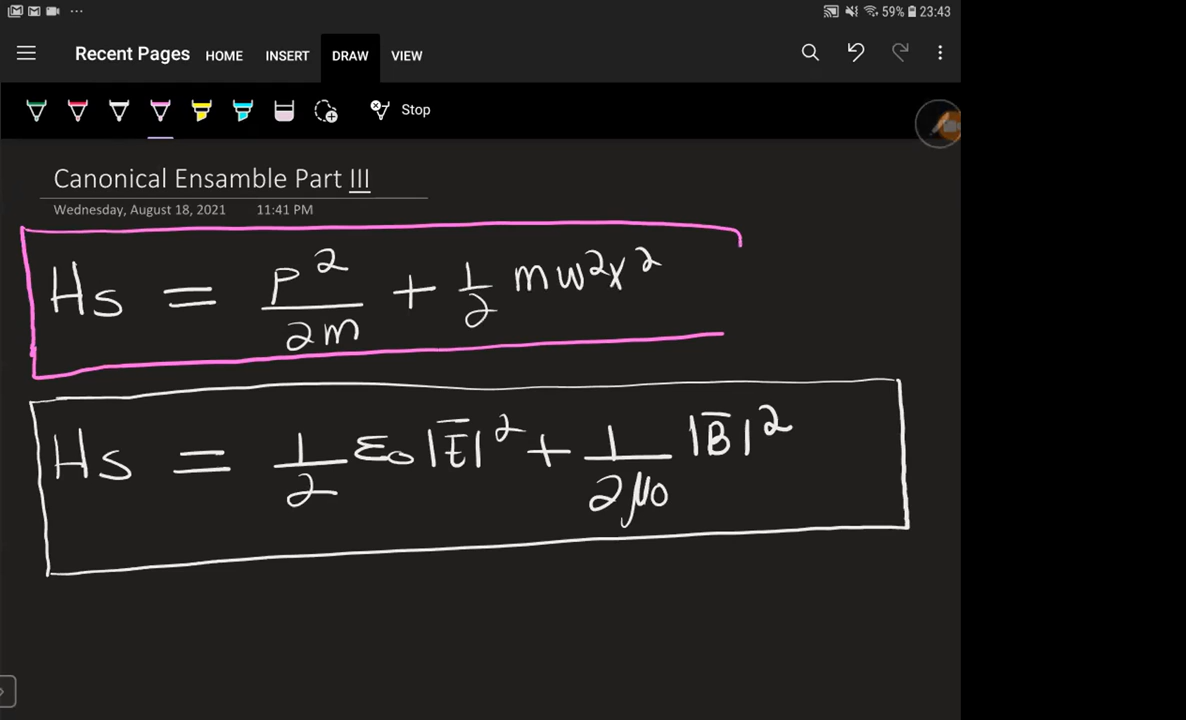 59% 23:43
Recent Pages HOME INSERT DRAW VIEW
Stop
Canonical Ensamble Part III
Wednesday, August 18, 2021 11:41 PM
Hs = p²/2m + 1/2 mw²x²
Hs = 1/2 ε₀|E̅|² + 1/2μ₀ |B̅|²